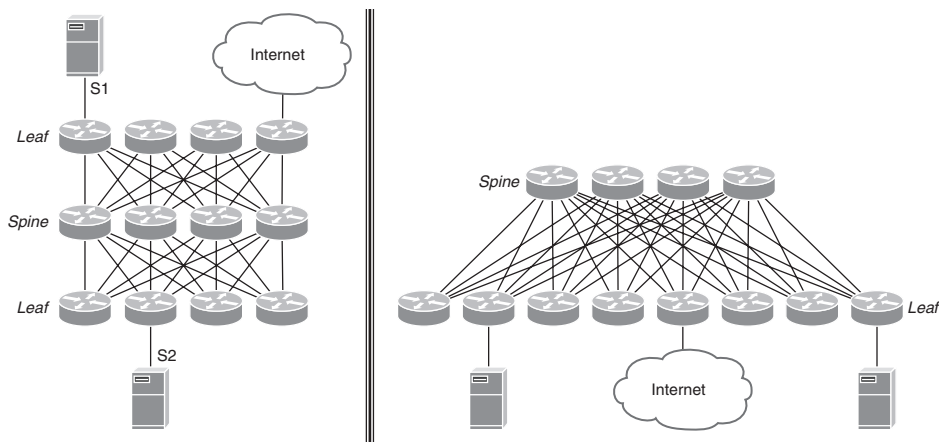 Internet
S1
Leaf
Spine
Leaf
S2
Spine
Leaf
Internet